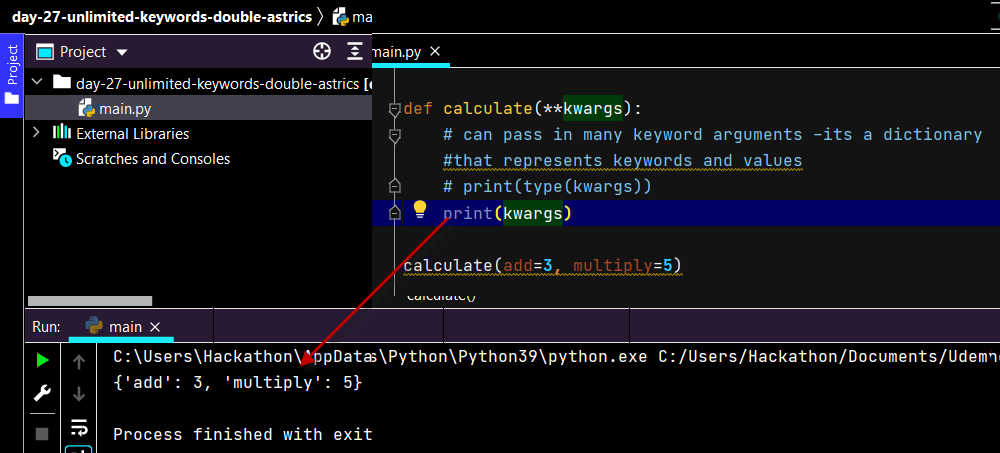 day-27-unlimited-keywords-double-astrics 〉 ma
Project
Project
main.py ×
day-27-unlimited-keywords-double-astrics [
main.py
External Libraries
Scratches and Consoles
def calculate(**kwargs):
# can pass in many keyword arguments -its a dictionary
#that represents keywords and values
# print(type(kwargs))
print(kwargs)
calculate(add=3, multiply=5)
calculate()
Run:
main ×
C:\Users\Hackathon\AppDatas\Python\Python39\python.exe C:/Users/Hackathon/Documents/Udem
{'add': 3, 'multiply': 5}
Process finished with exit